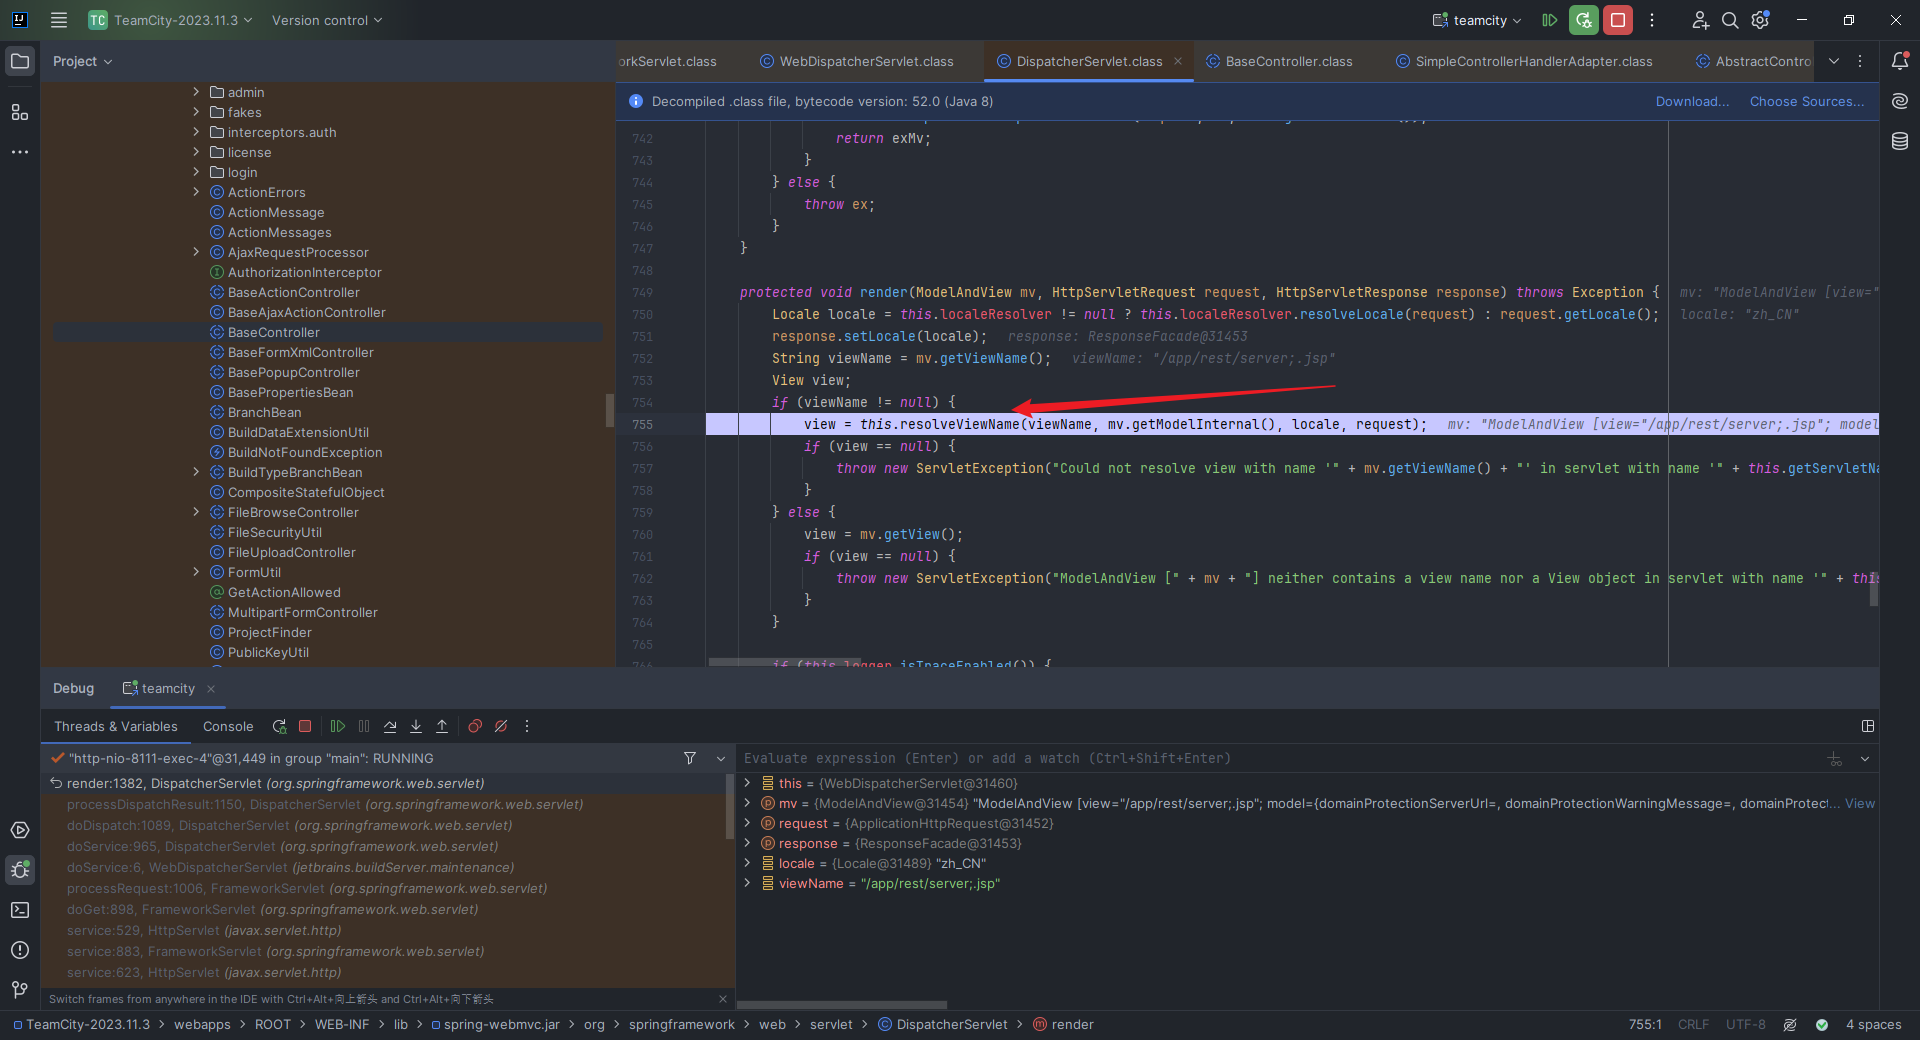 TC TeamCity-2023.11.3 Version control teamcity
Project
orkServlet.class WebDispatcherServlet.class DispatcherServlet.class BaseController.class SimpleControllerHandlerAdapter.class AbstractContro
Decompiled .class file, bytecode version: 52.0 (Java 8) Download... Choose Sources...
admin
fakes
interceptors.auth
license
login
ActionErrors
ActionMessage
ActionMessages
AjaxRequestProcessor
AuthorizationInterceptor
BaseActionController
BaseAjaxActionController
BaseController
BaseFormXmlController
BasePopupController
BasePropertiesBean
BranchBean
BuildDataExtensionUtil
BuildNotFoundException
BuildTypeBranchBean
CompositeStatefulObject
FileBrowseController
FileSecurityUtil
FileUploadController
FormUtil
GetActionAllowed
MultipartFormController
ProjectFinder
PublicKeyUtil
742 return exMv;
743 }
744 } else {
745 throw ex;
746 }
747 }
748
749 protected void render(ModelAndView mv, HttpServletRequest request, HttpServletResponse response) throws Exception { mv: "ModelAndView [view="
750 Locale locale = this.localeResolver != null ? this.localeResolver.resolveLocale(request) : request.getLocale(); locale: "zh_CN"
751 response.setLocale(locale); response: ResponseFacade@31453
752 String viewName = mv.getViewName(); viewName: "/app/rest/server;.jsp"
753 View view;
754 if (viewName != null) {
755 view = this.resolveViewName(viewName, mv.getModelInternal(), locale, request); mv: "ModelAndView [view="/app/rest/server;.jsp"; model
756 if (view == null) {
757 throw new ServletException("Could not resolve view with name '" + mv.getViewName() + "' in servlet with name '" + this.getServletNa
758 }
759 } else {
760 view = mv.getView();
761 if (view == null) {
762 throw new ServletException("ModelAndView [" + mv + "] neither contains a view name nor a View object in servlet with name '" + this
763 }
764 }
765
766 if (this.logger.isTraceEnabled()) {
Debug teamcity
Threads & Variables Console
"http-nio-8111-exec-4"@31,449 in group "main": RUNNING
render:1382, DispatcherServlet (org.springframework.web.servlet)
processDispatchResult:1150, DispatcherServlet (org.springframework.web.servlet)
doDispatch:1089, DispatcherServlet (org.springframework.web.servlet)
doService:965, DispatcherServlet (org.springframework.web.servlet)
doService:6, WebDispatcherServlet (jetbrains.buildServer.maintenance)
processRequest:1006, FrameworkServlet (org.springframework.web.servlet)
doGet:898, FrameworkServlet (org.springframework.web.servlet)
service:529, HttpServlet (javax.servlet.http)
service:883, FrameworkServlet (org.springframework.web.servlet)
service:623, HttpServlet (javax.servlet.http)
Switch frames from anywhere in the IDE with Ctrl+Alt+向上箭头 and Ctrl+Alt+向下箭头
Evaluate expression (Enter) or add a watch (Ctrl+Shift+Enter)
this = {WebDispatcherServlet@31460}
mv = {ModelAndView@31454} "ModelAndView [view="/app/rest/server;.jsp"; model={domainProtectionServerUrl=, domainProtectionWarningMessage=, domainProtect... View
request = {ApplicationHttpRequest@31452}
response = {ResponseFacade@31453}
locale = {Locale@31489} "zh_CN"
viewName = "/app/rest/server;.jsp"
TeamCity-2023.11.3 webapps ROOT WEB-INF lib spring-webmvc.jar org springframework web servlet DispatcherServlet render 755:1 CRLF UTF-8 4 spaces